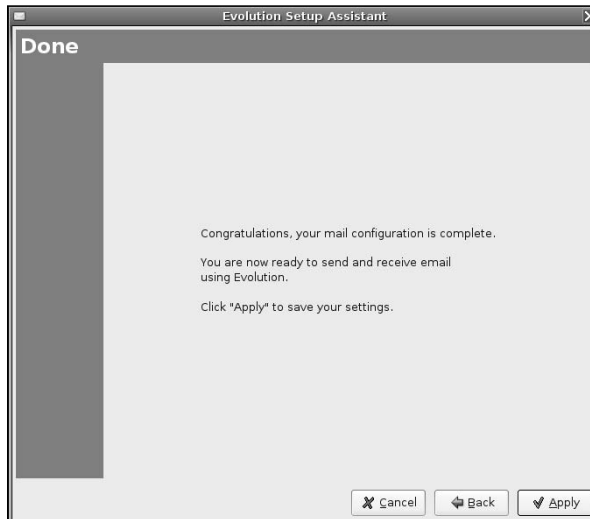 Evolution Setup Assistant
Done
Congratulations, your mail configuration is complete.
You are now ready to send and receive email
using Evolution.
Click "Apply" to save your settings.
Cancel
Back
Apply